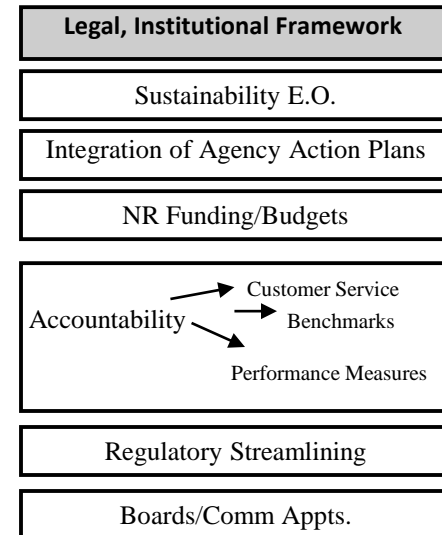 Legal, Institutional Framework
Sustainability E.O.
Integration of Agency Action Plans
NR Funding/Budgets
Customer Service
Accountability
Benchmarks
Performance Measures
Regulatory Streamlining
Boards/Comm Appts.